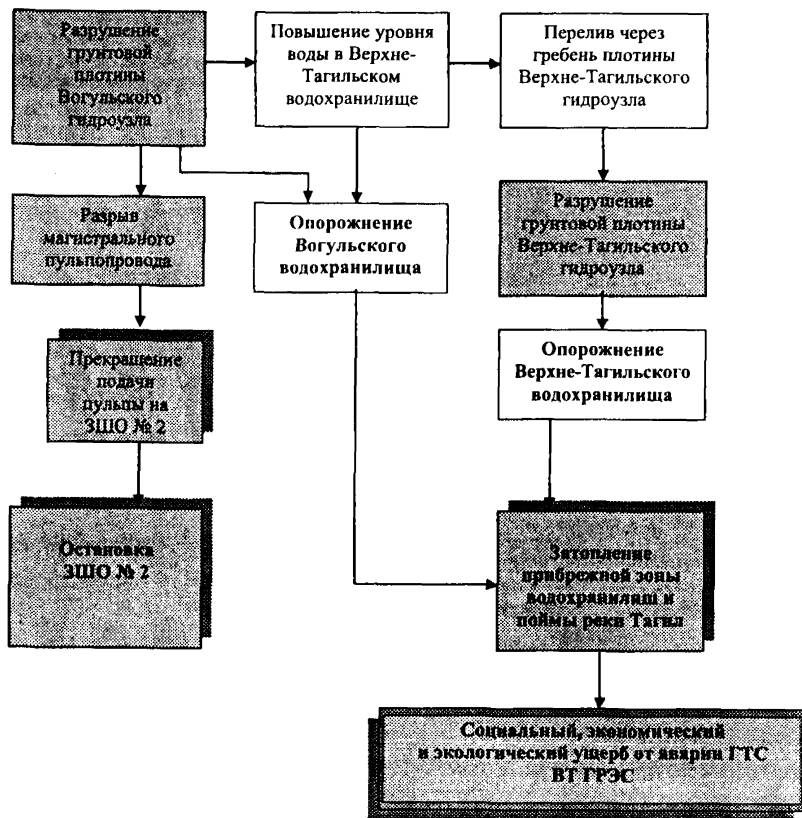 Разрушение
грунтовой
плотины
Вогульского
гидроузла
Повышение уровня
воды в Верхне-
Тагильском
водохранилище
Перелив через
гребень плотины
Верхне-Тагильского
гидроузла
Разрыв
магистрального
пульпопровода
Опорожнение
Вогульского
водохранилища
Разрушение
грунтовой плотины
Верхне-Тагильского
гидроузла
Прекращение
подачи
пульпы на
ЗШО № 2
Опорожнение
Верхне-Тагильского
водохранилища
Остановка
ЗШО № 2
Затопление
прибрежной зоны
водохранилищ и
поймы реки Тагил
Социальный, экономический
и экологический ущерб от аварии ГТС
ВТ ГРЭС